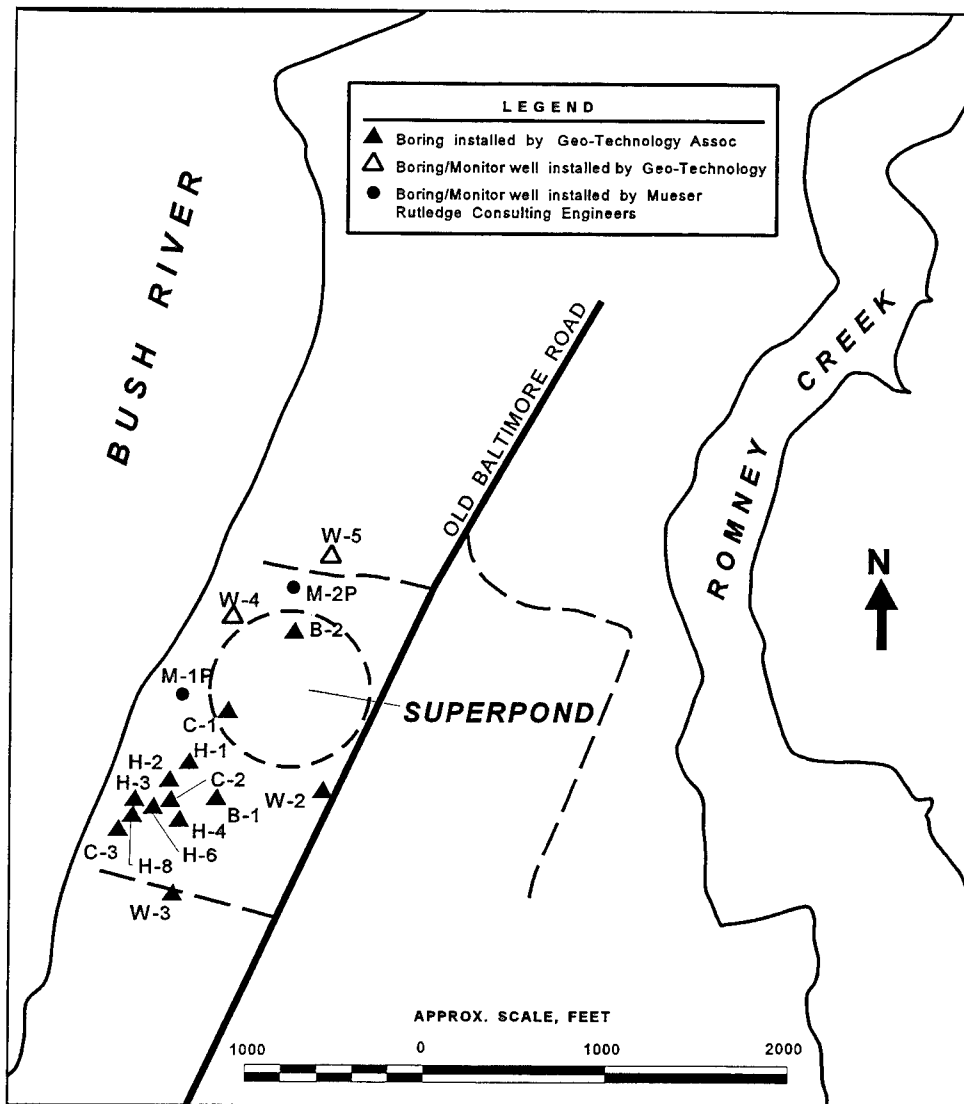 LEGEND
Boring installed by Geo-Technology Assoc
Boring/Monitor well installed by Geo-Technology
Boring/Monitor well installed by Mueser
Rutledge Consulting Engineers
BUSH RIVER
OLD BALTIMORE ROAD
ROMNEY CREEK
N
W-5
M-2P
W-4
B-2
M-1P
SUPERPOND
C-1
H-1
H-2
C-2
H-3
W-2
B-1
H-4
C-3
H-6
H-8
W-3
APPROX. SCALE, FEET
1000 0 1000 2000